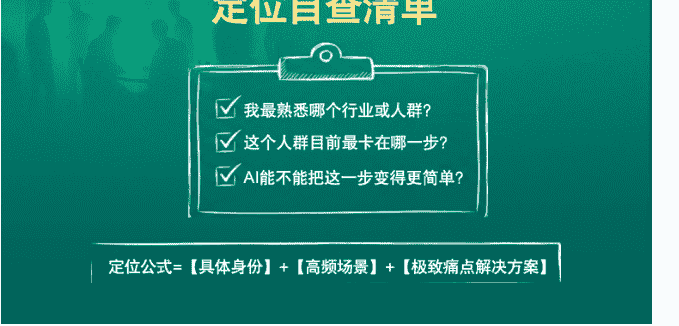 定位自查清单
我最熟悉哪个行业或人群?
这个人群目前最卡在哪一步?
AI能不能把这一步变得更简单?
定位公式=【具体身份】+【高频场景】+【极致痛点解决方案】